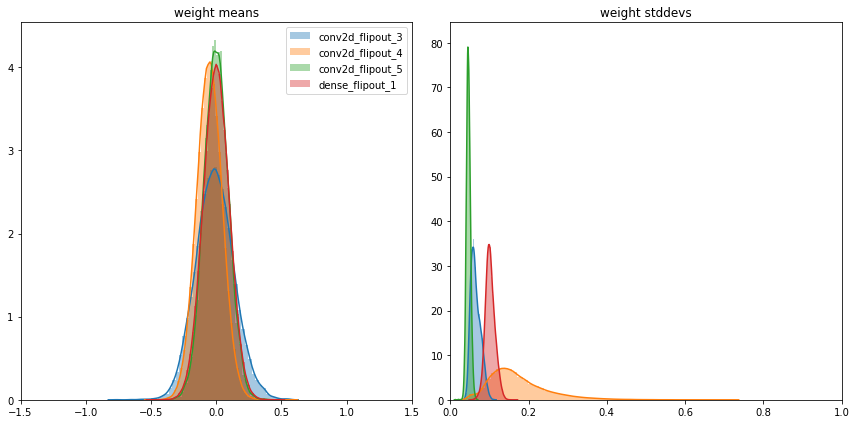 weight means
conv2d_flipout_3
conv2d_flipout_4
conv2d_flipout_5
dense_flipout_1
4
3
2
1
0
−1.5 −1.0 −0.5 0.0 0.5 1.0 1.5
weight stddevs
80
70
60
50
40
30
20
10
0
0.0 0.2 0.4 0.6 0.8 1.0